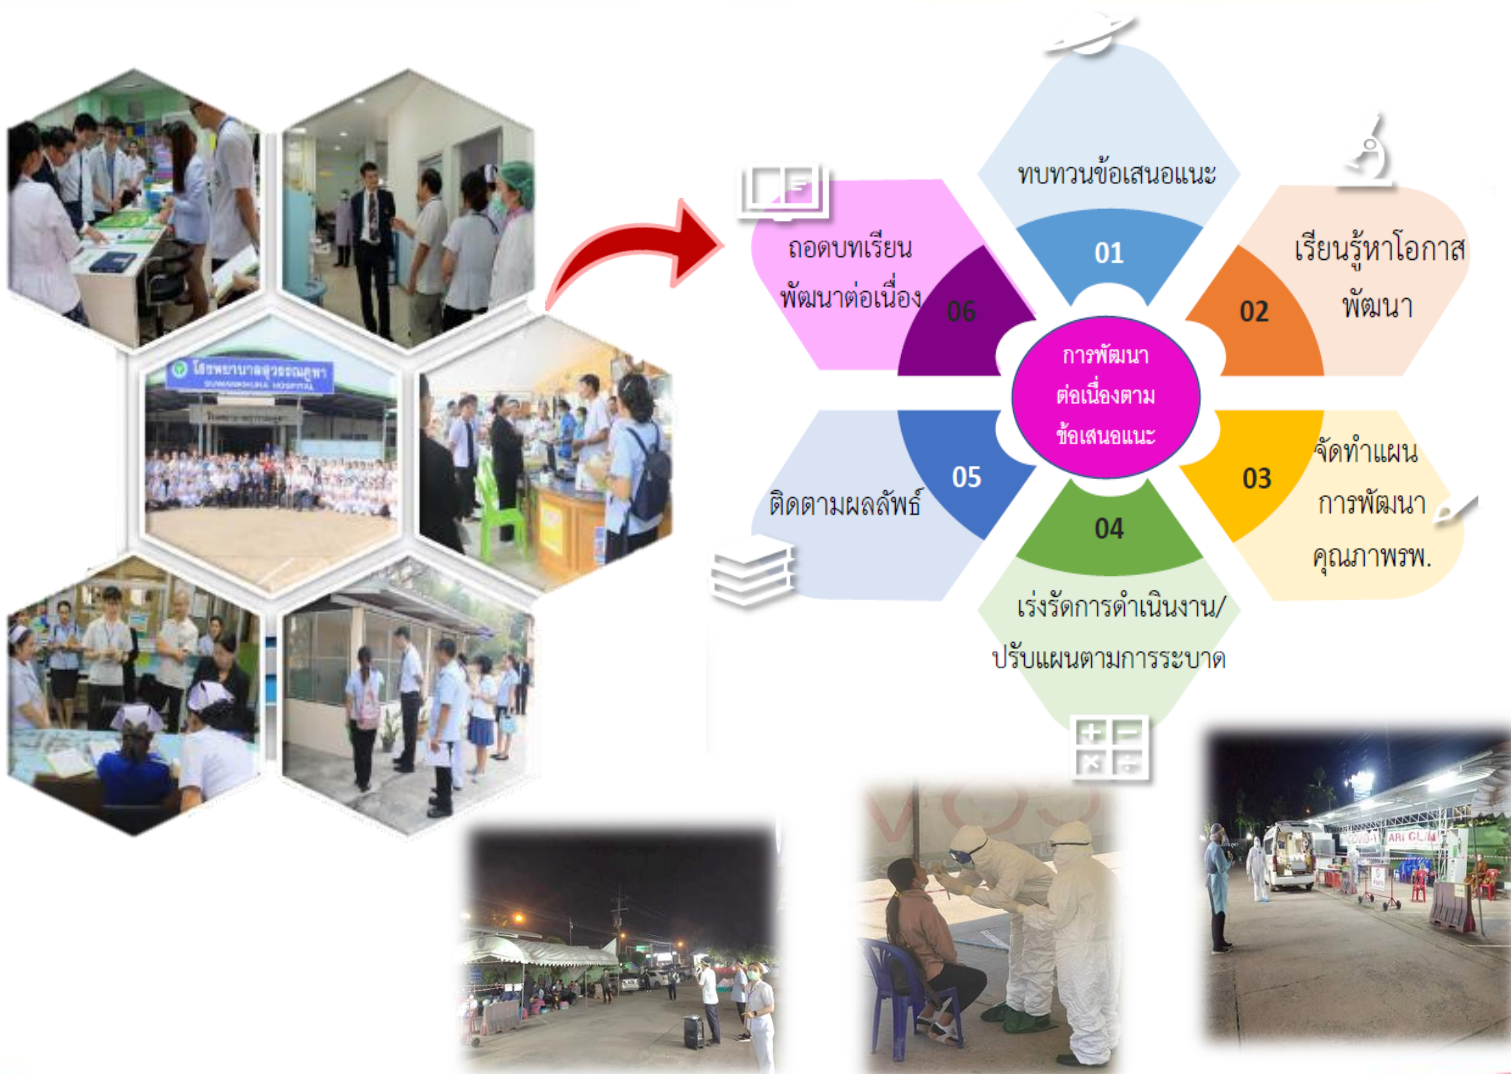 โรงพยาบาลสุวรรณคูหา
SUWANNKHUHA HOSPITAL
ทบทวนข้อเสนอแนะ
01
เรียนรู้หาโอกาส
พัฒนา
02
จัดทำแผน
การพัฒนา
คุณภาพรพ.
03
04
เร่งรัดการดำเนินงาน/
ปรับแผนตามการระบาด
05
ติดตามผลลัพธ์
ถอดบทเรียน
พัฒนาต่อเนื่อง
06
การพัฒนา
ต่อเนื่องตาม
ข้อเสนอแนะ
COV
ARI CLINI